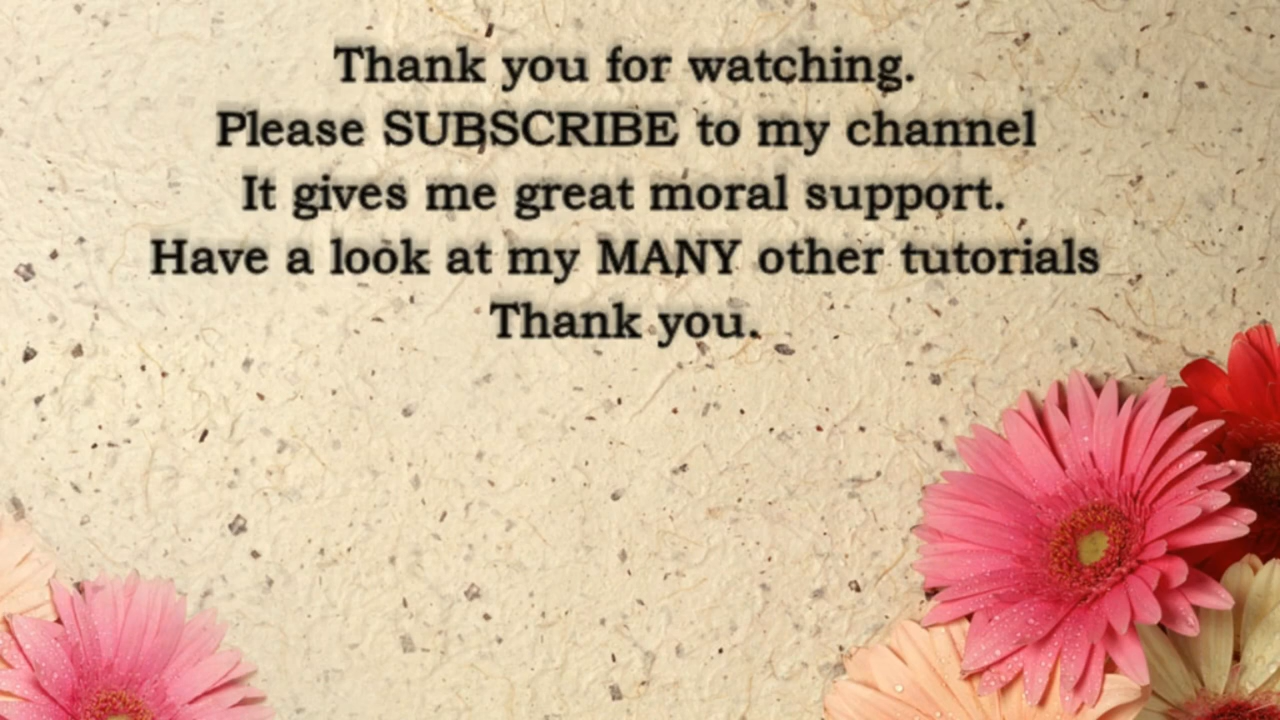 Thank you for watching.
Please SUBSCRIBE to my channel
It gives me great moral support.
Have a look at my MANY other tutorials
Thank you.